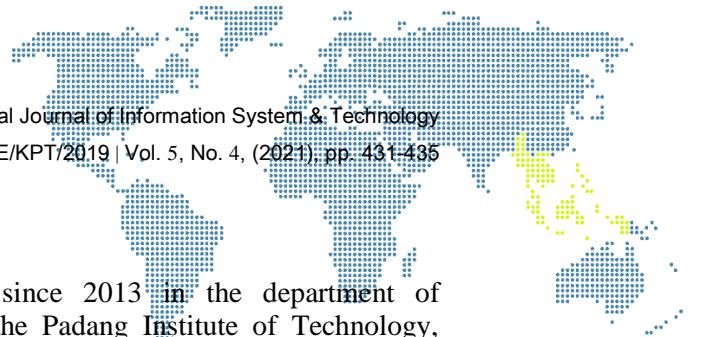 al Journal of Information System & Technology
E/KPT/2019 | Vol. 5, No. 4, (2021), pp. 431-435
since 2013 in the department of
the Padang Institute of Technology,